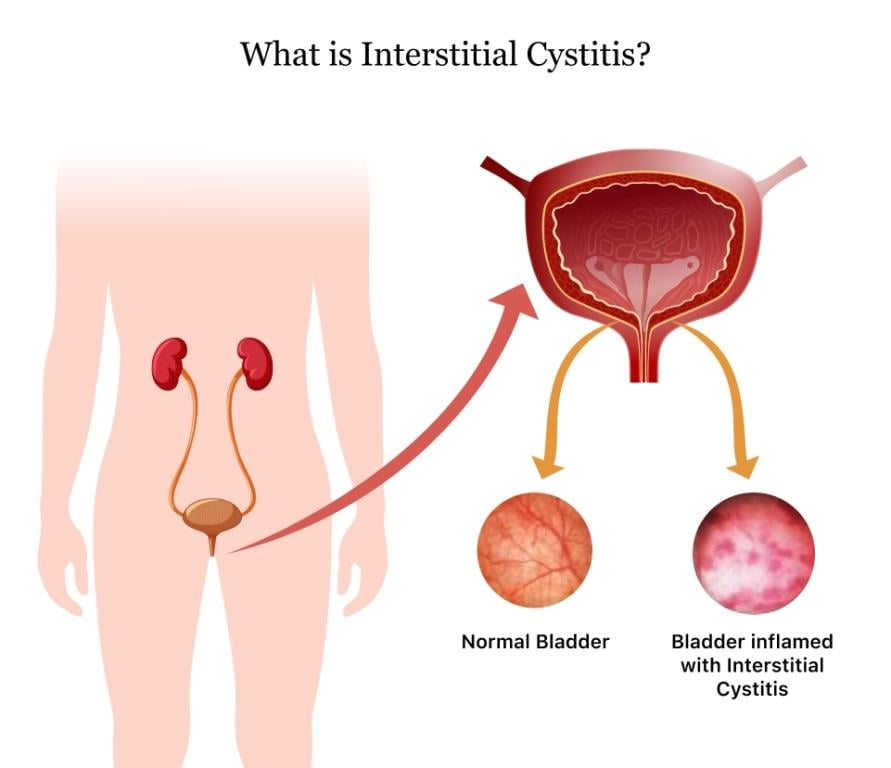 What is Interstitial Cystitis?
Normal Bladder
Bladder inflamed
with Interstitial
Cystitis